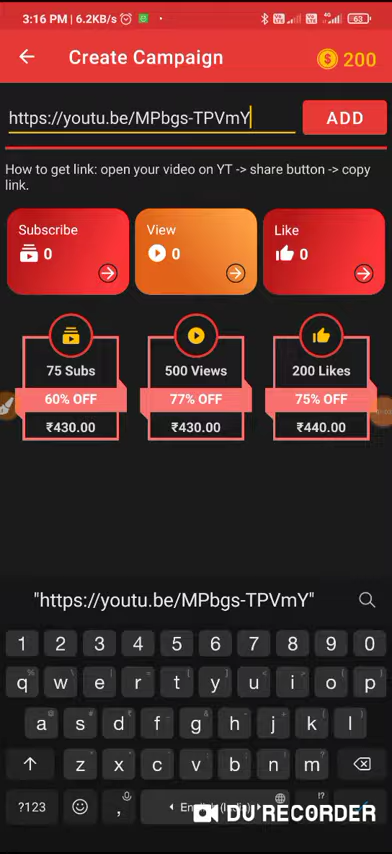 3:16 PM | 6.2KB/s
63
Create Campaign
$ 200
https://youtu.be/MPbgs-TPVmY
ADD
How to get link: open your video on YT -> share button -> copy
link.
Subscribe
View
Like
0
0
0
75 Subs
500 Views
200 Likes
60% OFF
77% OFF
75% OFF
₹430.00
₹430.00
₹440.00
"https://youtu.be/MPbgs-TPVmY"
1 2 3 4 5 6 7 8 9 0
q w e r t y u i o p
a s d f g h j k l
z x c v b n m
?123
,
English (India)
!?
DU RECORDER